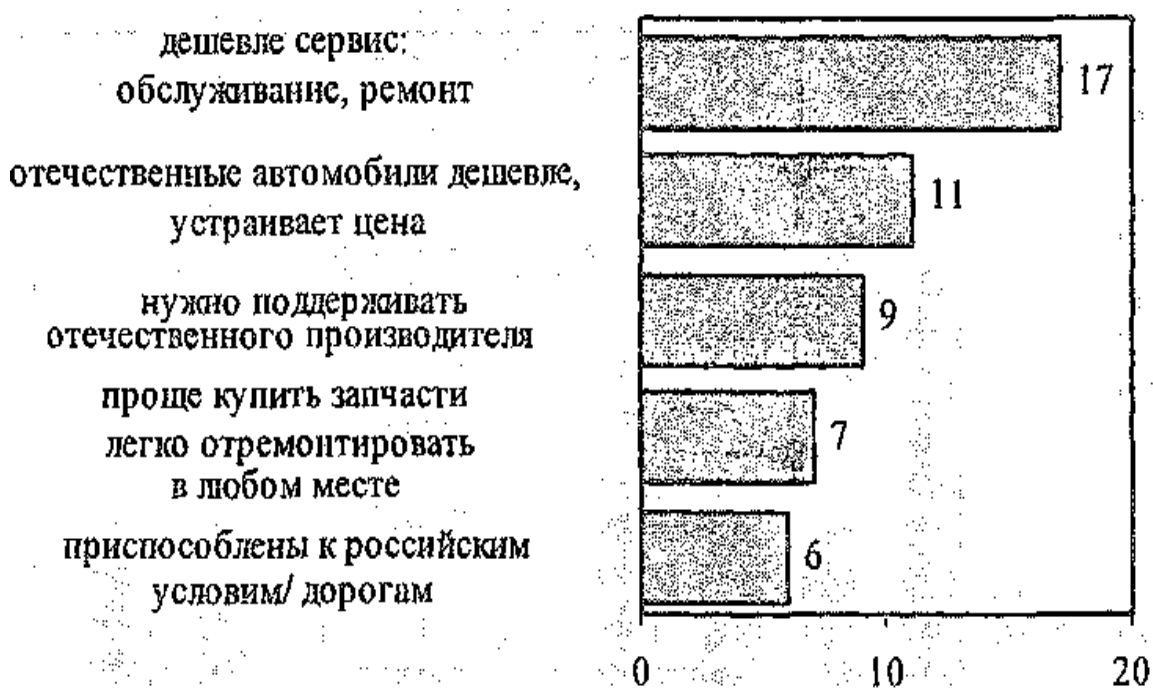 дешевле сервис:
обслуживание, ремонт
17
отечественные автомобили дешевле,
устраивает цена
11
нужно поддерживать
отечественного производителя
9
проще купить запчасти
легко отремонтировать
в любом месте
7
приспособлены к российским
условим/ дорогам
6
0 10 20